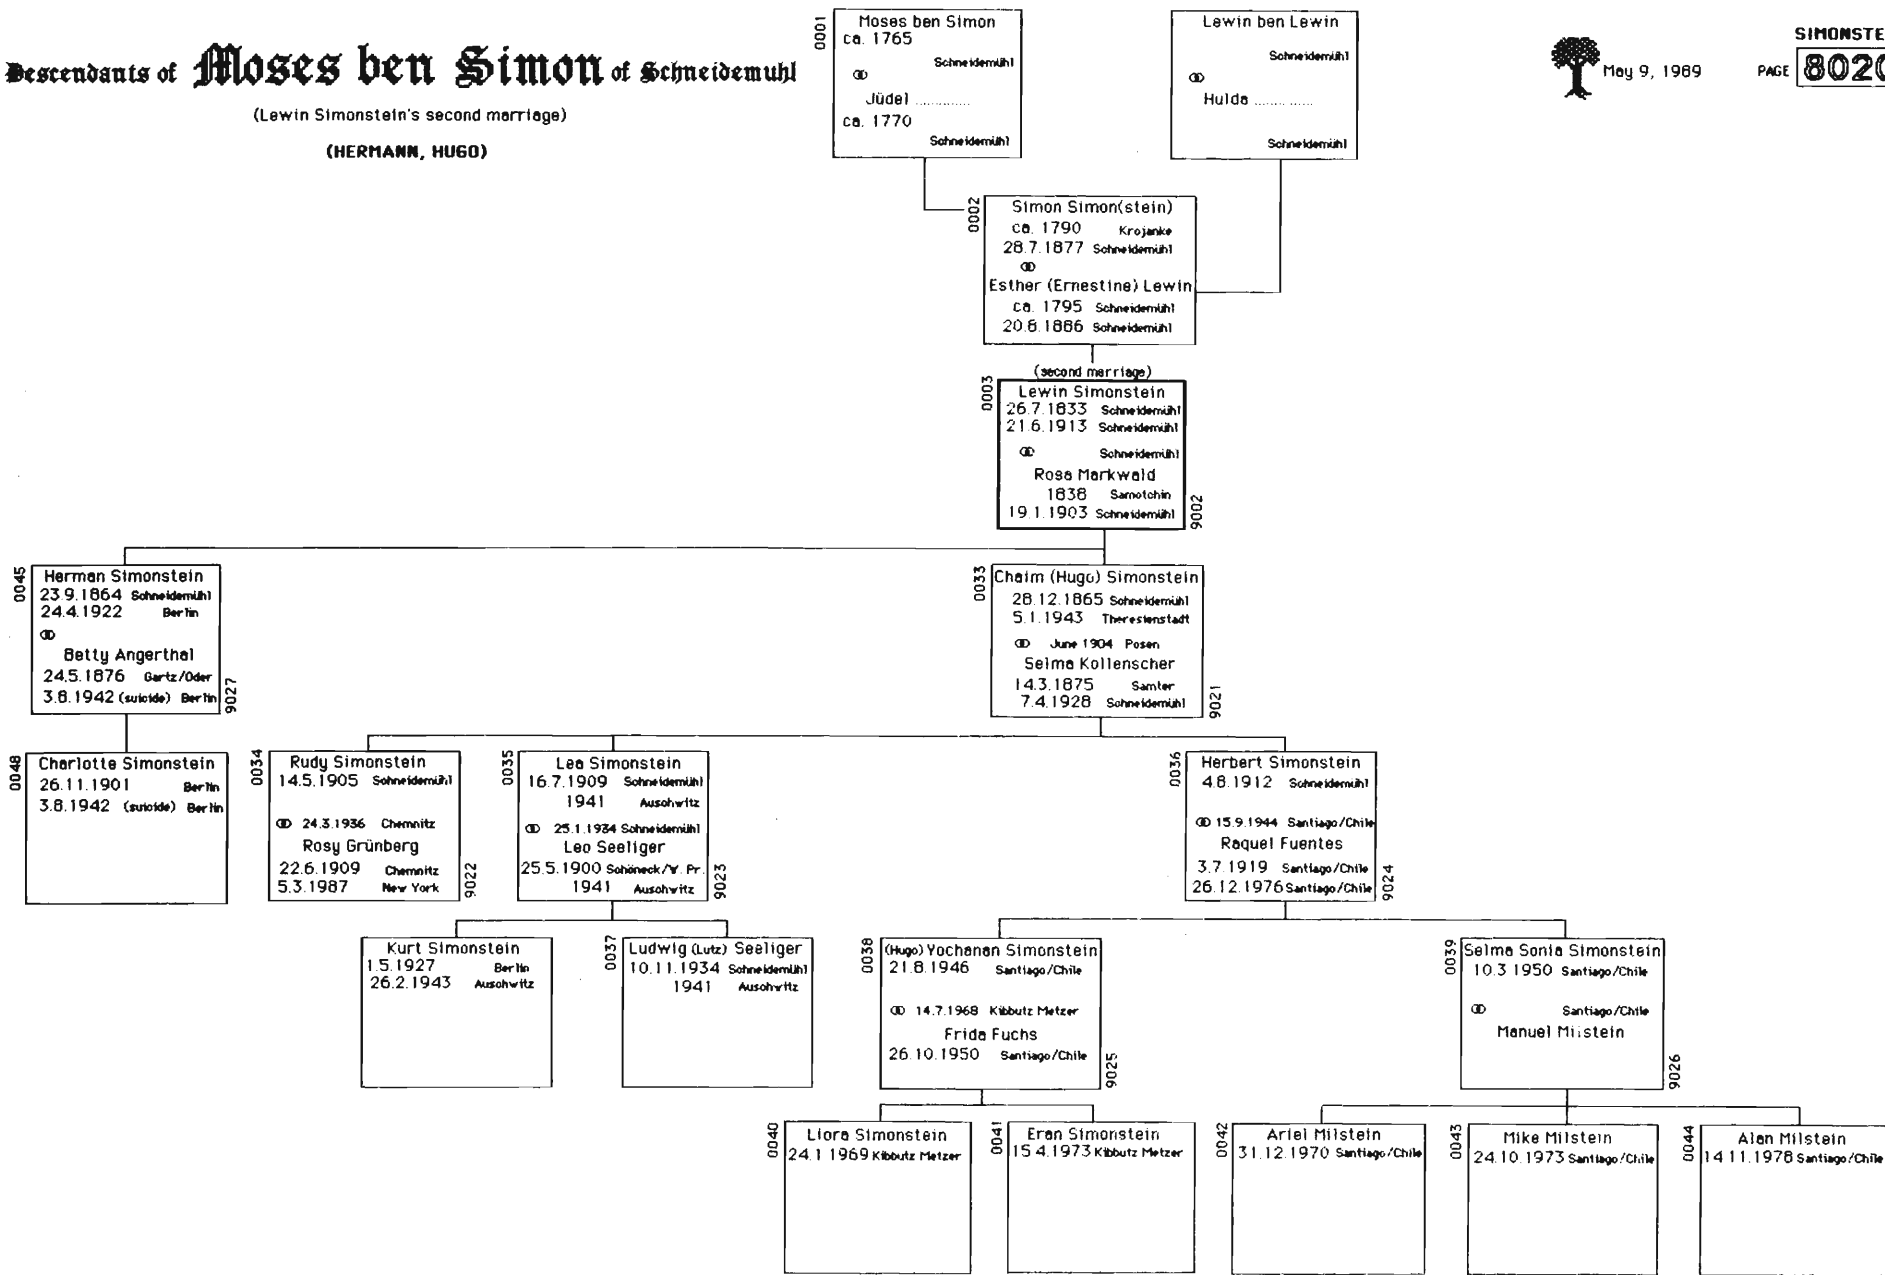 Descendants of Moses ben Simon of Schneidemuhl
(Lewin Simonstein's second marriage)
(HERMANN, HUGO)
0001
Moses ben Simon
ca. 1765
Schneidemühl
Jüdel ..............
ca. 1770
Schneidemühl
Lewin ben Lewin
Schneidemühl
Hulda ..............
Schneidemühl
May 9, 1989
SIMONSTE
PAGE 8020
0002
Simon Simon(stein)
ca. 1790 Krojanke
28.7.1877 Schneidemühl
Esther (Ernestine) Lewin
ca. 1795 Schneidemühl
20.8.1886 Schneidemühl
(second marriage)
0003
Lewin Simonstein
26.7.1833 Schneidemühl
21.6.1913 Schneidemühl
Schneidemühl
Rosa Markwald
1838 Samotchin
19.1.1903 Schneidemühl
9002
0045
Herman Simonstein
23.9.1864 Schneidemühl
24.4.1922 Berlin
Betty Angerthal
24.5.1876 Gartz/Oder
3.8.1942 (suicide) Berlin
9027
0033
Chaim (Hugo) Simonstein
28.12.1865 Schneidemühl
5.1.1943 Theresienstadt
June 1904 Posen
Selma Kollenscher
14.3.1875 Samter
7.4.1928 Schneidemühl
9021
0048
Charlotte Simonstein
26.11.1901 Berlin
3.8.1942 (suicide) Berlin
0034
Rudy Simonstein
14.5.1905 Schneidemühl
24.3.1936 Chemnitz
Rosy Grünberg
22.6.1909 Chemnitz
5.3.1987 New York
9022
0035
Lea Simonstein
16.7.1909 Schneidemühl
1941 Auschwitz
25.1.1934 Schneidemühl
Leo Seeliger
25.5.1900 Schöneck/W. Pr.
1941 Auschwitz
9023
0036
Herbert Simonstein
4.8.1912 Schneidemühl
15.9.1944 Santiago/Chile
Raquel Fuentes
3.7.1919 Santiago/Chile
26.12.1976 Santiago/Chile
9024
Kurt Simonstein
1.5.1927 Berlin
26.2.1943 Auschwitz
0037
Ludwig (Lutz) Seeliger
10.11.1934 Schneidemühl
1941 Auschwitz
0038
(Hugo) Yochanan Simonstein
21.8.1946 Santiago/Chile
14.7.1968 Kibbutz Metzer
Frida Fuchs
26.10.1950 Santiago/Chile
9025
0039
Selma Sonia Simonstein
10.3 1950 Santiago/Chile
Santiago/Chile
Manuel Milstein
9026
0040
Liora Simonstein
24.1 1969 Kibbutz Metzer
0041
Eran Simonstein
15 4.1973 Kibbutz Metzer
0042
Ariel Milstein
31.12.1970 Santiago/Chile
0043
Mike Milstein
24.10.1973 Santiago/Chile
0044
Alan Milstein
14 11.1978 Santiago/Chile